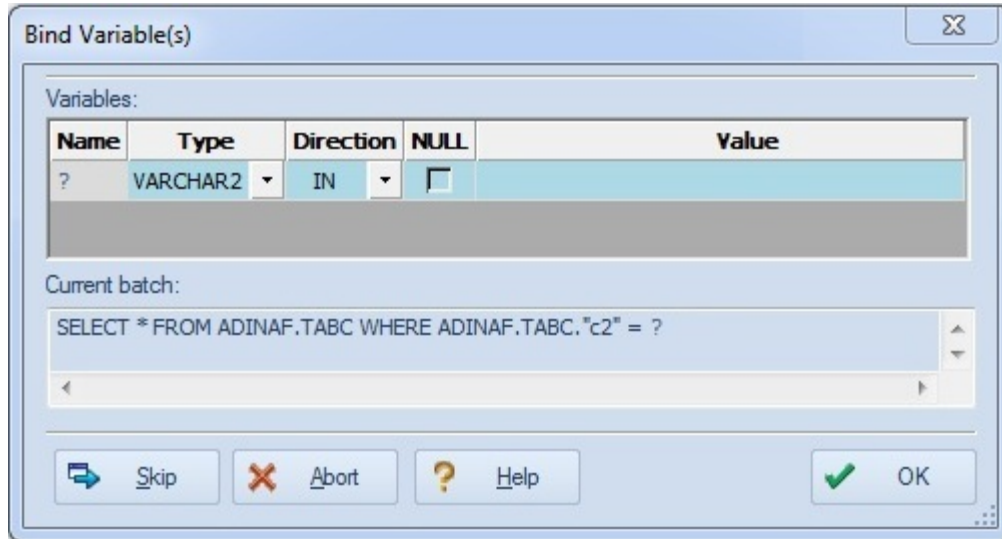 Bind Variable(s)
Variables:
Name Type Direction NULL Value
? VARCHAR2 IN
Current batch:
SELECT * FROM ADINAF.TABC WHERE ADINAF.TABC."c2" = ?
Skip Abort Help OK